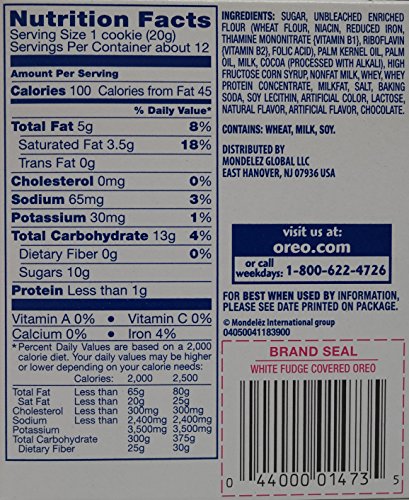 Nutrition Facts
Serving Size 1 cookie (20g)
Servings Per Container about 12
Amount Per Serving
Calories 100 Calories from Fat 45
% Daily Value*
Total Fat 5g 8%
Saturated Fat 3.5g 18%
Trans Fat 0g
Cholesterol 0mg 0%
Sodium 65mg 3%
Potassium 30mg 1%
Total Carbohydrate 13g 4%
Dietary Fiber 0g 0%
Sugars 10g
Protein Less than 1g
Vitamin A 0% • Vitamin C 0%
Calcium 0% • Iron 4%
*Percent Daily Values are based on a 2,000
calorie diet. Your daily values may be higher
or lower depending on your calorie needs:
Calories: 2,000 2,500
Total Fat Less than 65g 80g
Sat Fat Less than 20g 25g
Cholesterol Less than 300mg 300mg
Sodium Less than 2,400mg 2,400mg
Potassium 3,500mg 3,500mg
Total Carbohydrate 300g 375g
Dietary Fiber 25g 30g
INGREDIENTS: SUGAR, UNBLEACHED ENRICHED
FLOUR (WHEAT FLOUR, NIACIN, REDUCED IRON,
THIAMINE MONONITRATE {VITAMIN B1}, RIBOFLAVIN
{VITAMIN B2}, FOLIC ACID), PALM KERNEL OIL, PALM
OIL, MILK, COCOA (PROCESSED WITH ALKALI), HIGH
FRUCTOSE CORN SYRUP, NONFAT MILK, WHEY, WHEY
PROTEIN CONCENTRATE, MILKFAT, SALT, BAKING
SODA, SOY LECITHIN, ARTIFICIAL COLOR, LACTOSE,
NATURAL FLAVOR, ARTIFICIAL FLAVOR, CHOCOLATE.
CONTAINS: WHEAT, MILK, SOY.
DISTRIBUTED BY
MONDELEZ GLOBAL LLC
EAST HANOVER, NJ 07936 USA
visit us at:
oreo.com
or call
weekdays: 1-800-622-4726
FOR BEST WHEN USED BY INFORMATION,
PLEASE SEE DATE PRINTED ON PACKAGE.
© Mondelēz International group
04050041183900
BRAND SEAL
WHITE FUDGE COVERED OREO
0 44000 01473 5